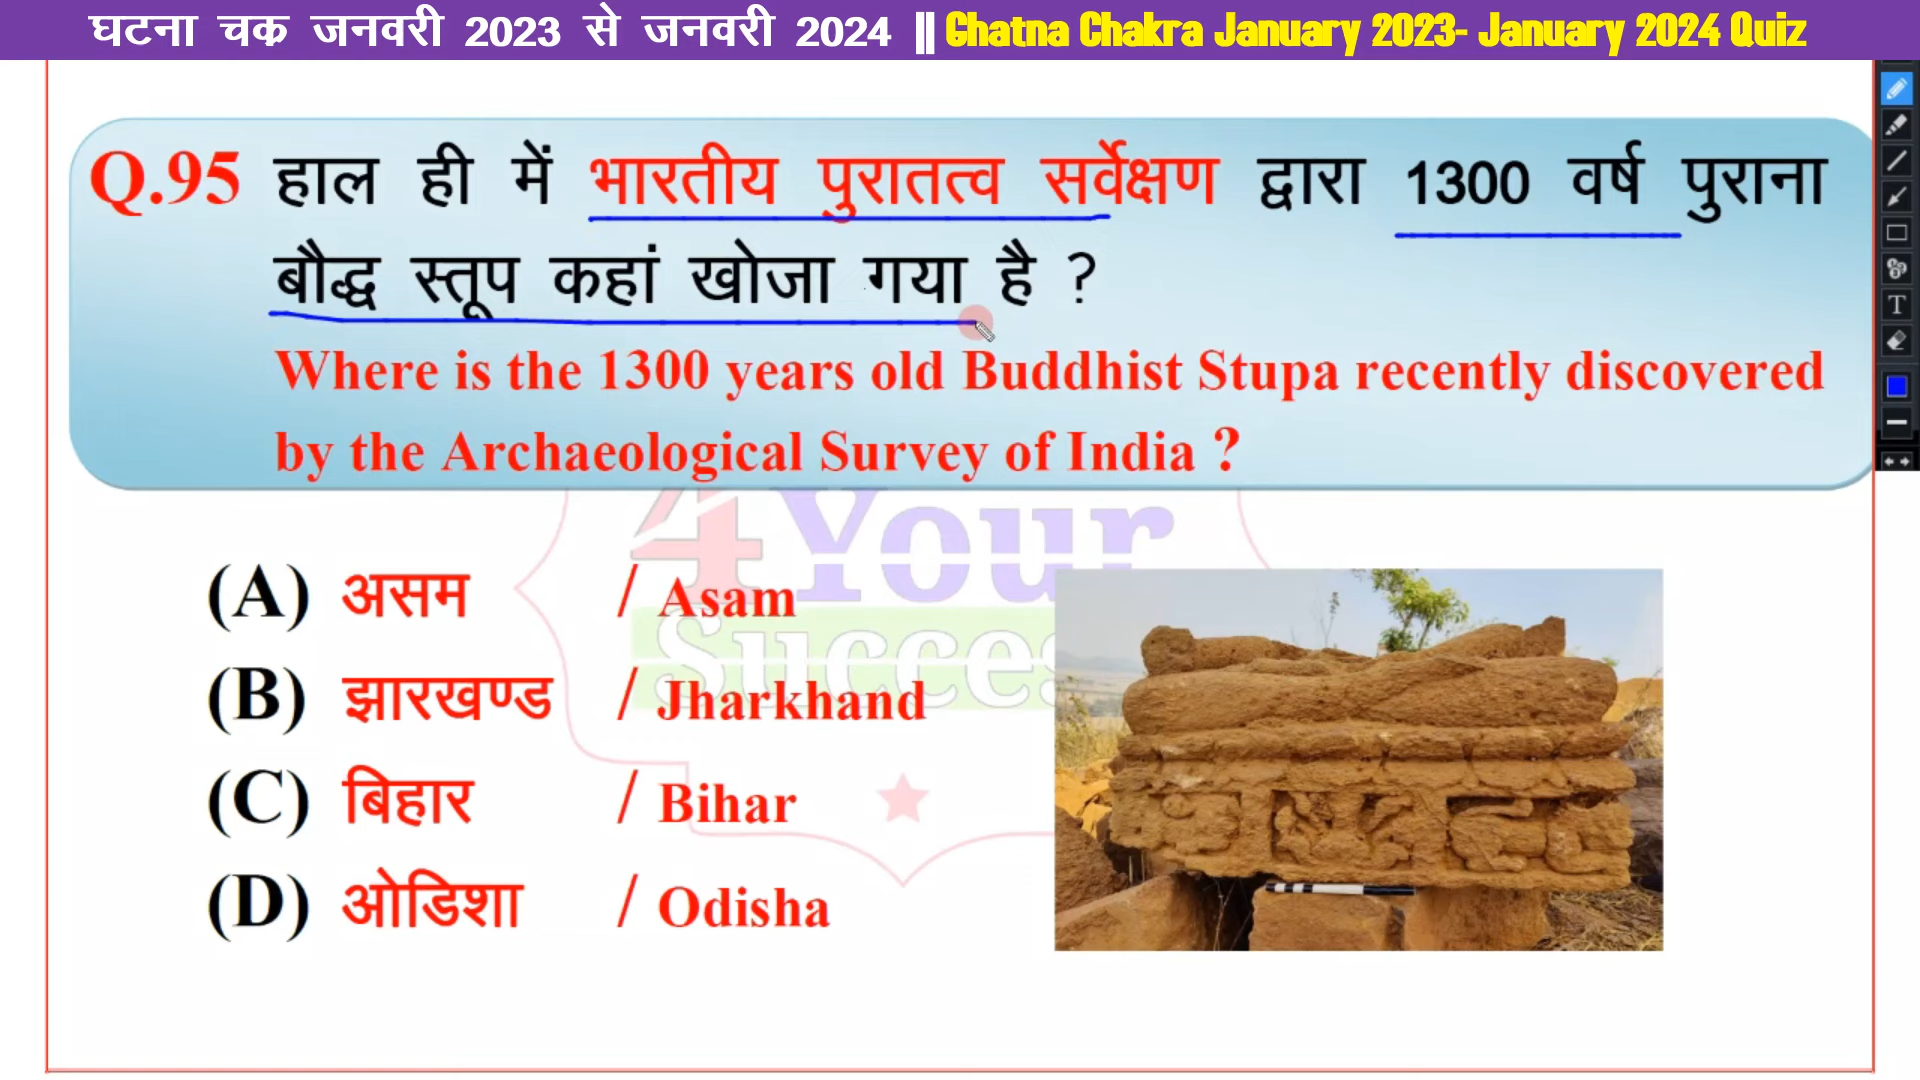 घटना चक्र जनवरी 2023 से जनवरी 2024 || Ghatna Chakra January 2023- January 2024 Quiz
Q.95 हाल ही में भारतीय पुरातत्व सर्वेक्षण द्वारा 1300 वर्ष पुराना
बौद्ध स्तूप कहां खोजा गया है ?
Where is the 1300 years old Buddhist Stupa recently discovered
by the Archaeological Survey of India ?
4Your
Succes
(A) असम / Asam
(B) झारखण्ड / Jharkhand
(C) बिहार / Bihar
(D) ओडिशा / Odisha
T